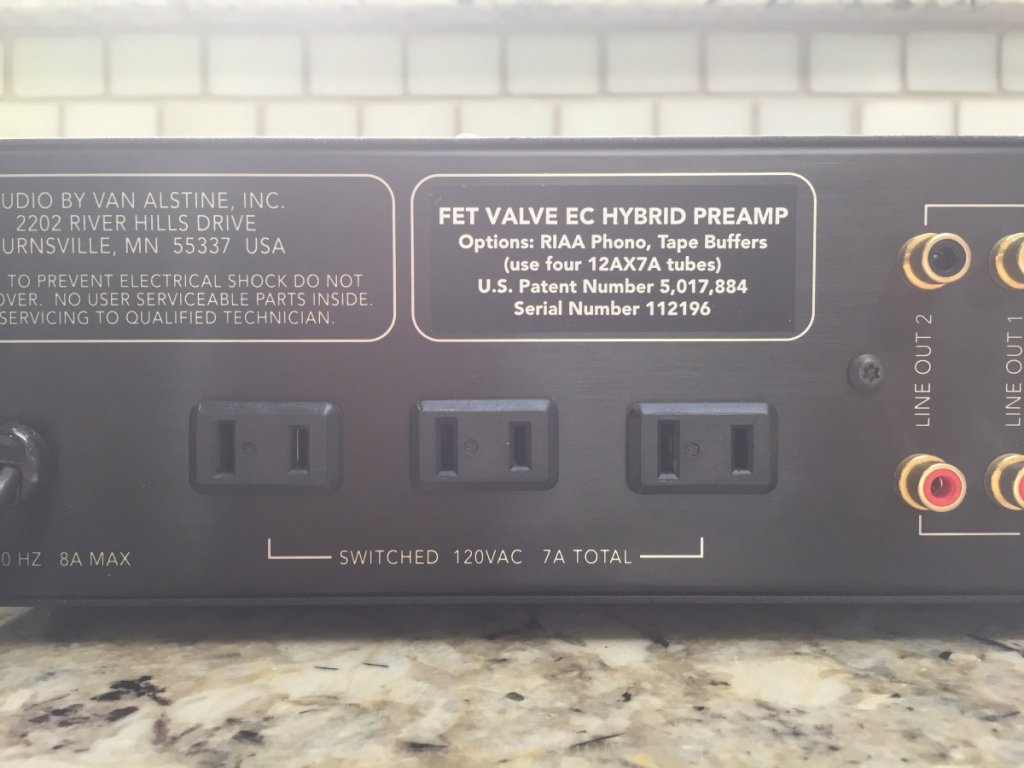 UDIO BY VAN ALSTINE, INC.
2202 RIVER HILLS DRIVE
URNSVILLE, MN 55337 USA
TO PREVENT ELECTRICAL SHOCK DO NOT
OVER. NO USER SERVICEABLE PARTS INSIDE.
SERVICING TO QUALIFIED TECHNICIAN.
FET VALVE EC HYBRID PREAMP
Options: RIAA Phono, Tape Buffers
(use four 12AX7A tubes)
U.S. Patent Number 5,017,884
Serial Number 112196
LINE OUT 2
LINE OUT 1
0 HZ 8A MAX
SWITCHED 120VAC 7A TOTAL